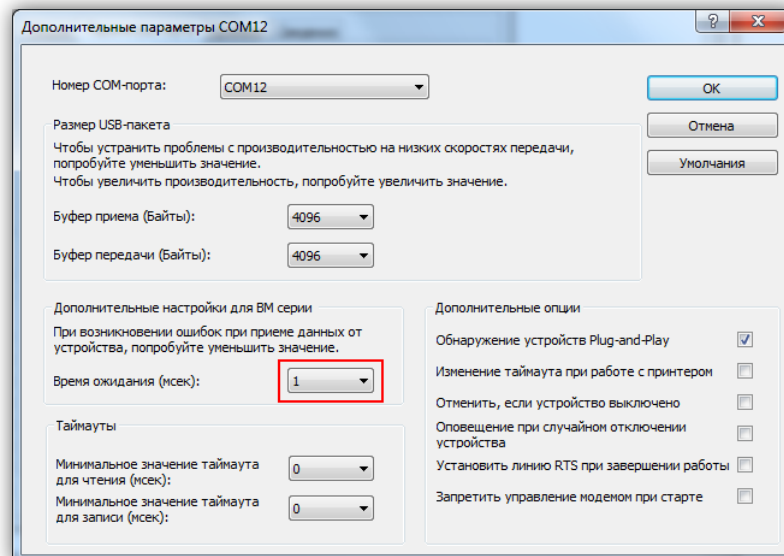 Дополнительные параметры COM12
Номер COM-порта:
COM12
OK
Отмена
Умолчания
Размер USB-пакета
Чтобы устранить проблемы с производительностью на низких скоростях передачи,
попробуйте уменьшить значение.
Чтобы увеличить производительность, попробуйте увеличить значение.
Буфер приема (Байты):
4096
Буфер передачи (Байты):
4096
Дополнительные настройки для BM серии
При возникновении ошибок при приеме данных от
устройства, попробуйте уменьшить значение.
Время ожидания (мсек):
1
Таймауты
Минимальное значение таймаута
для чтения (мсек):
0
Минимальное значение таймаута
для записи (мсек):
0
Дополнительные опции
Обнаружение устройств Plug-and-Play
Изменение таймаута при работе с принтером
Отменить, если устройство выключено
Оповещение при случайном отключении
устройства
Установить линию RTS при завершении работы
Запретить управление модемом при старте